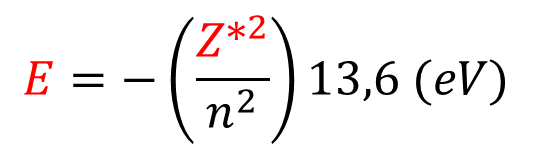 E = −(Z*²/n²) 13,6 (eV)